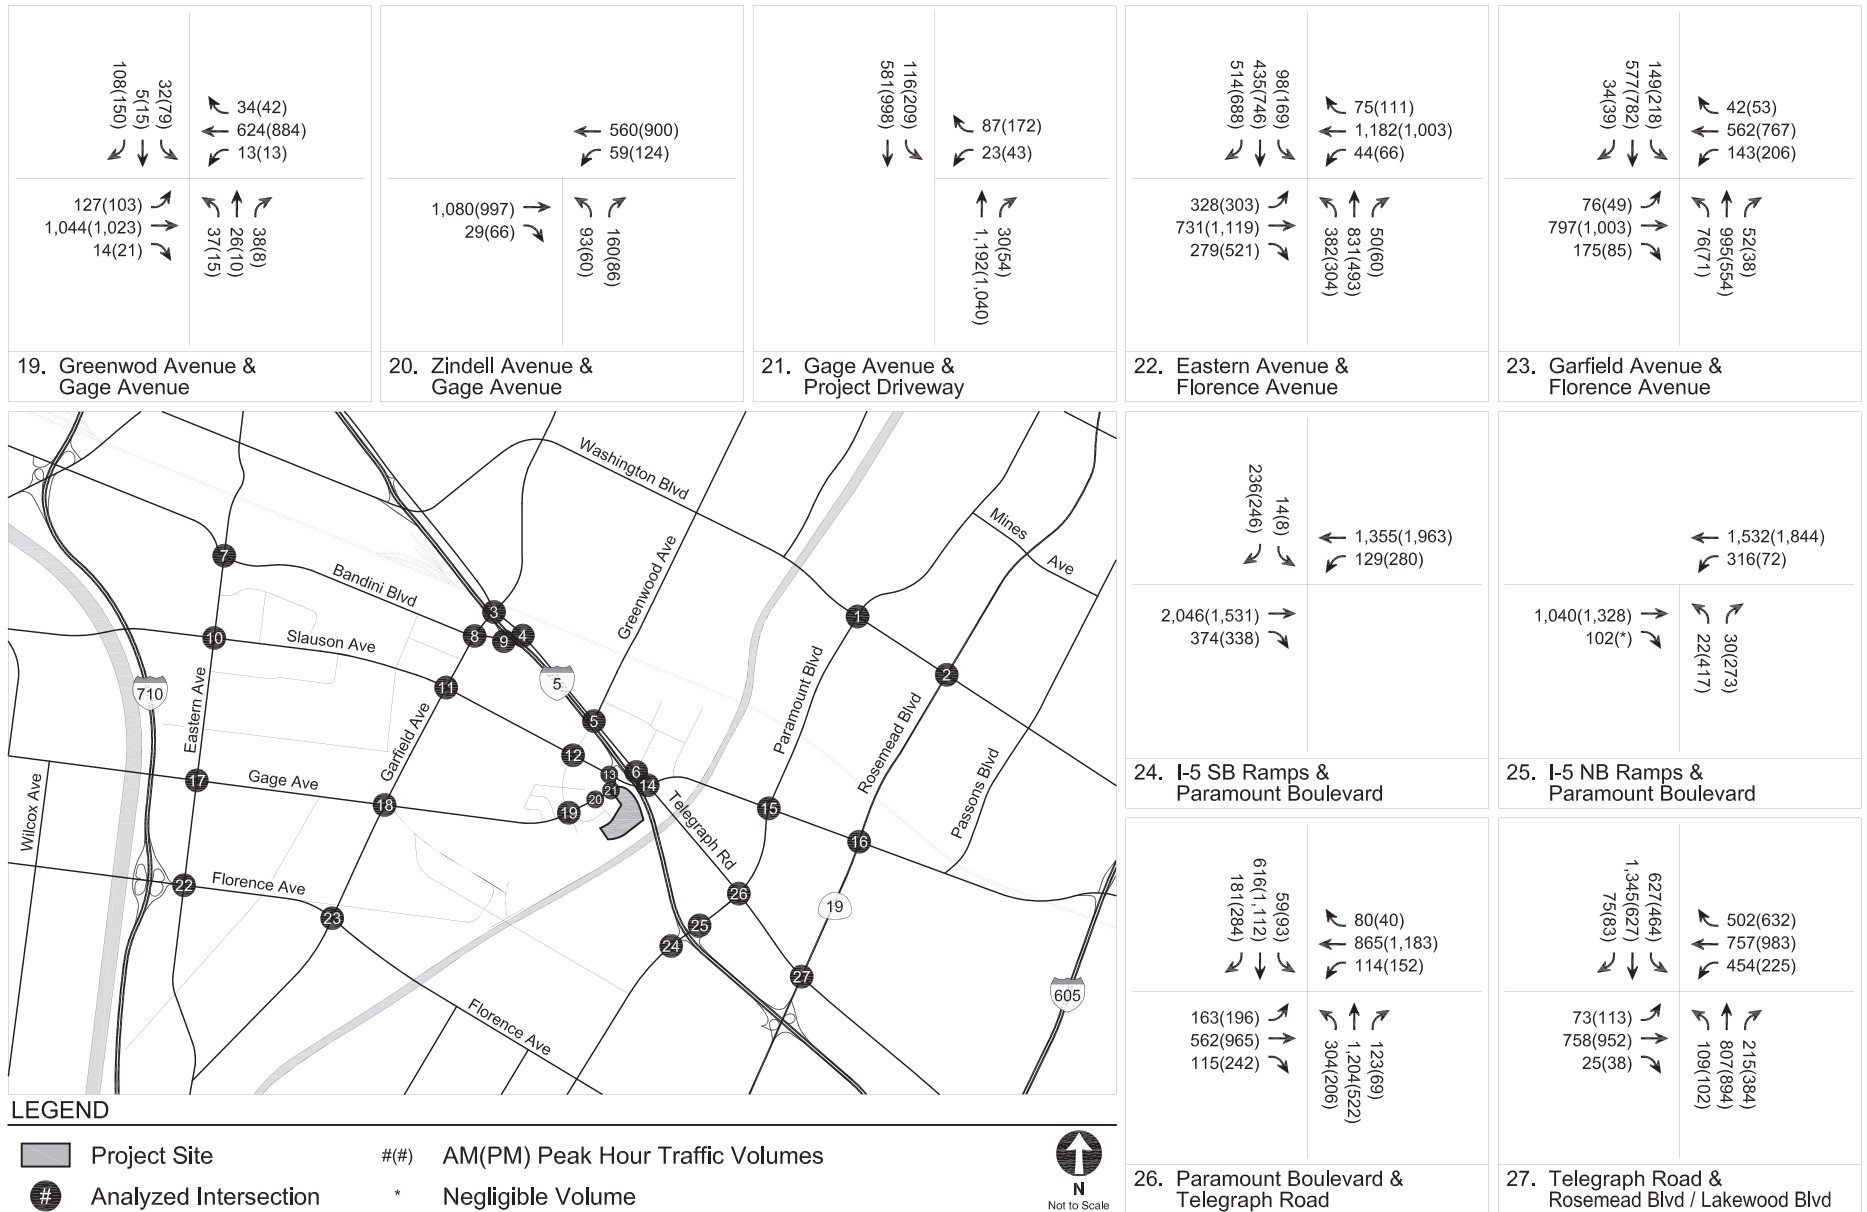 108(150)
5(15)
32(79)
34(42)
624(884)
13(13)
127(103)
1,044(1,023)
14(21)
37(15)
26(10)
38(8)
19. Greenwod Avenue &
Gage Avenue
560(900)
59(124)
1,080(997)
29(66)
93(60)
160(86)
20. Zindell Avenue &
Gage Avenue
581(998)
116(209)
87(172)
23(43)
1,192(1,040)
30(54)
21. Gage Avenue &
Project Driveway
514(688)
435(746)
98(169)
75(111)
1,182(1,003)
44(66)
328(303)
731(1,119)
279(521)
382(304)
831(493)
50(60)
22. Eastern Avenue &
Florence Avenue
34(39)
577(782)
149(218)
42(53)
562(767)
143(206)
76(49)
797(1,003)
175(85)
76(71)
995(554)
52(38)
23. Garfield Avenue &
Florence Avenue
Washington Blvd
Mines
Ave
Bandini Blvd
Greenwood Ave
Slauson Ave
Eastern Ave
Garfield Ave
Paramount Blvd
Rosemead Blvd
Passons Blvd
Gage Ave
Wilcox Ave
Telegraph Rd
Florence Ave
Florence Ave
710
5
19
605
1
2
3
4
5
6
7
8
9
10
11
12
13
14
15
16
17
18
19
20
21
22
23
24
25
26
27
236(246)
14(8)
1,355(1,963)
129(280)
2,046(1,531)
374(338)
24. I-5 SB Ramps &
Paramount Boulevard
1,532(1,844)
316(72)
1,040(1,328)
102(*)
22(417)
30(273)
25. I-5 NB Ramps &
Paramount Boulevard
181(284)
616(1,112)
59(93)
80(40)
865(1,183)
114(152)
163(196)
562(965)
115(242)
304(206)
1,204(522)
123(69)
26. Paramount Boulevard &
Telegraph Road
75(83)
1,345(627)
627(464)
502(632)
757(983)
454(225)
73(113)
758(952)
25(38)
109(102)
807(894)
215(384)
27. Telegraph Road &
Rosemead Blvd / Lakewood Blvd
LEGEND
Project Site
#(#) AM(PM) Peak Hour Traffic Volumes
# Analyzed Intersection
* Negligible Volume
N
Not to Scale